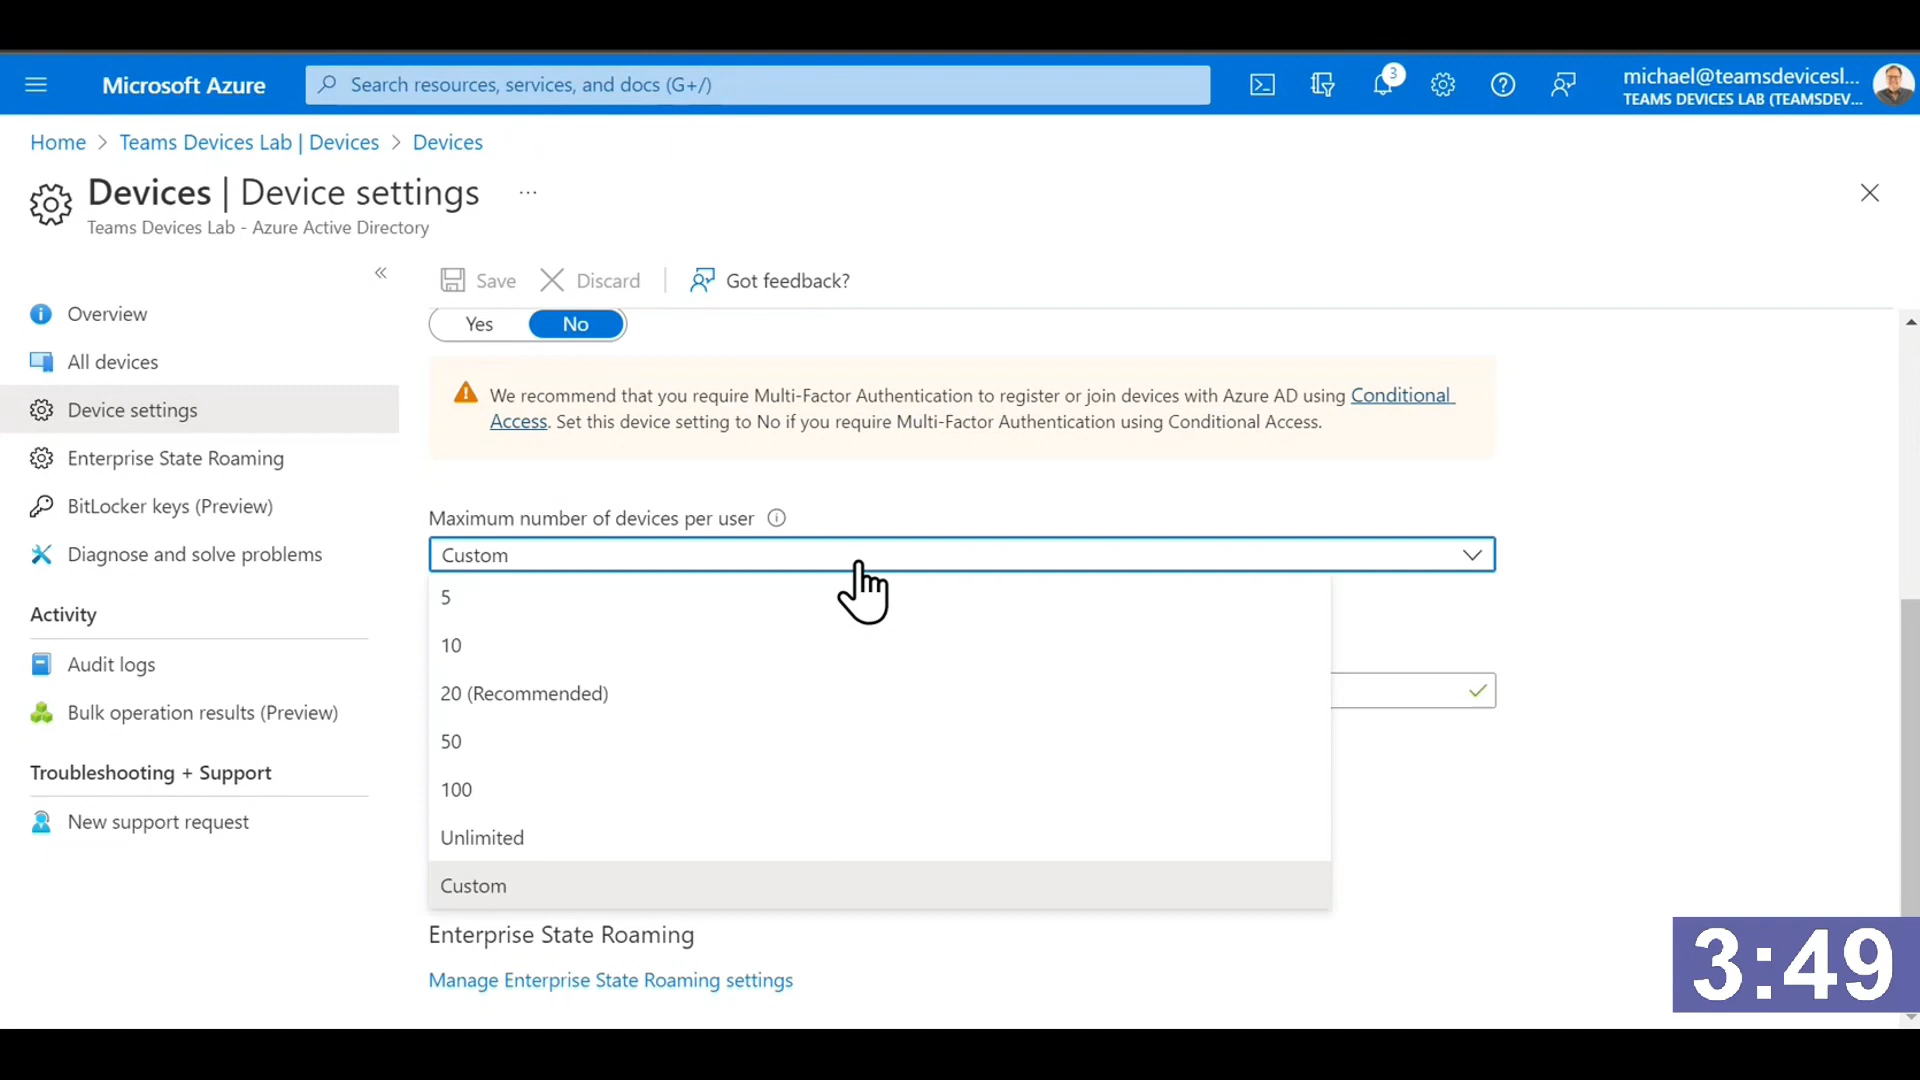 Microsoft Azure
Search resources, services, and docs (G+/)
3
michael@teamsdevicesl...
TEAMS DEVICES LAB (TEAMSDEV...
Home > Teams Devices Lab | Devices > Devices
Devices | Device settings ...
Teams Devices Lab - Azure Active Directory
«
Save Discard Got feedback?
Overview
All devices
Device settings
Enterprise State Roaming
BitLocker keys (Preview)
Diagnose and solve problems
Activity
Audit logs
Bulk operation results (Preview)
Troubleshooting + Support
New support request
Yes No
We recommend that you require Multi-Factor Authentication to register or join devices with Azure AD using Conditional
Access. Set this device setting to No if you require Multi-Factor Authentication using Conditional Access.
Maximum number of devices per user
Custom
5
10
20 (Recommended)
50
100
Unlimited
Custom
Enterprise State Roaming
Manage Enterprise State Roaming settings
3:49